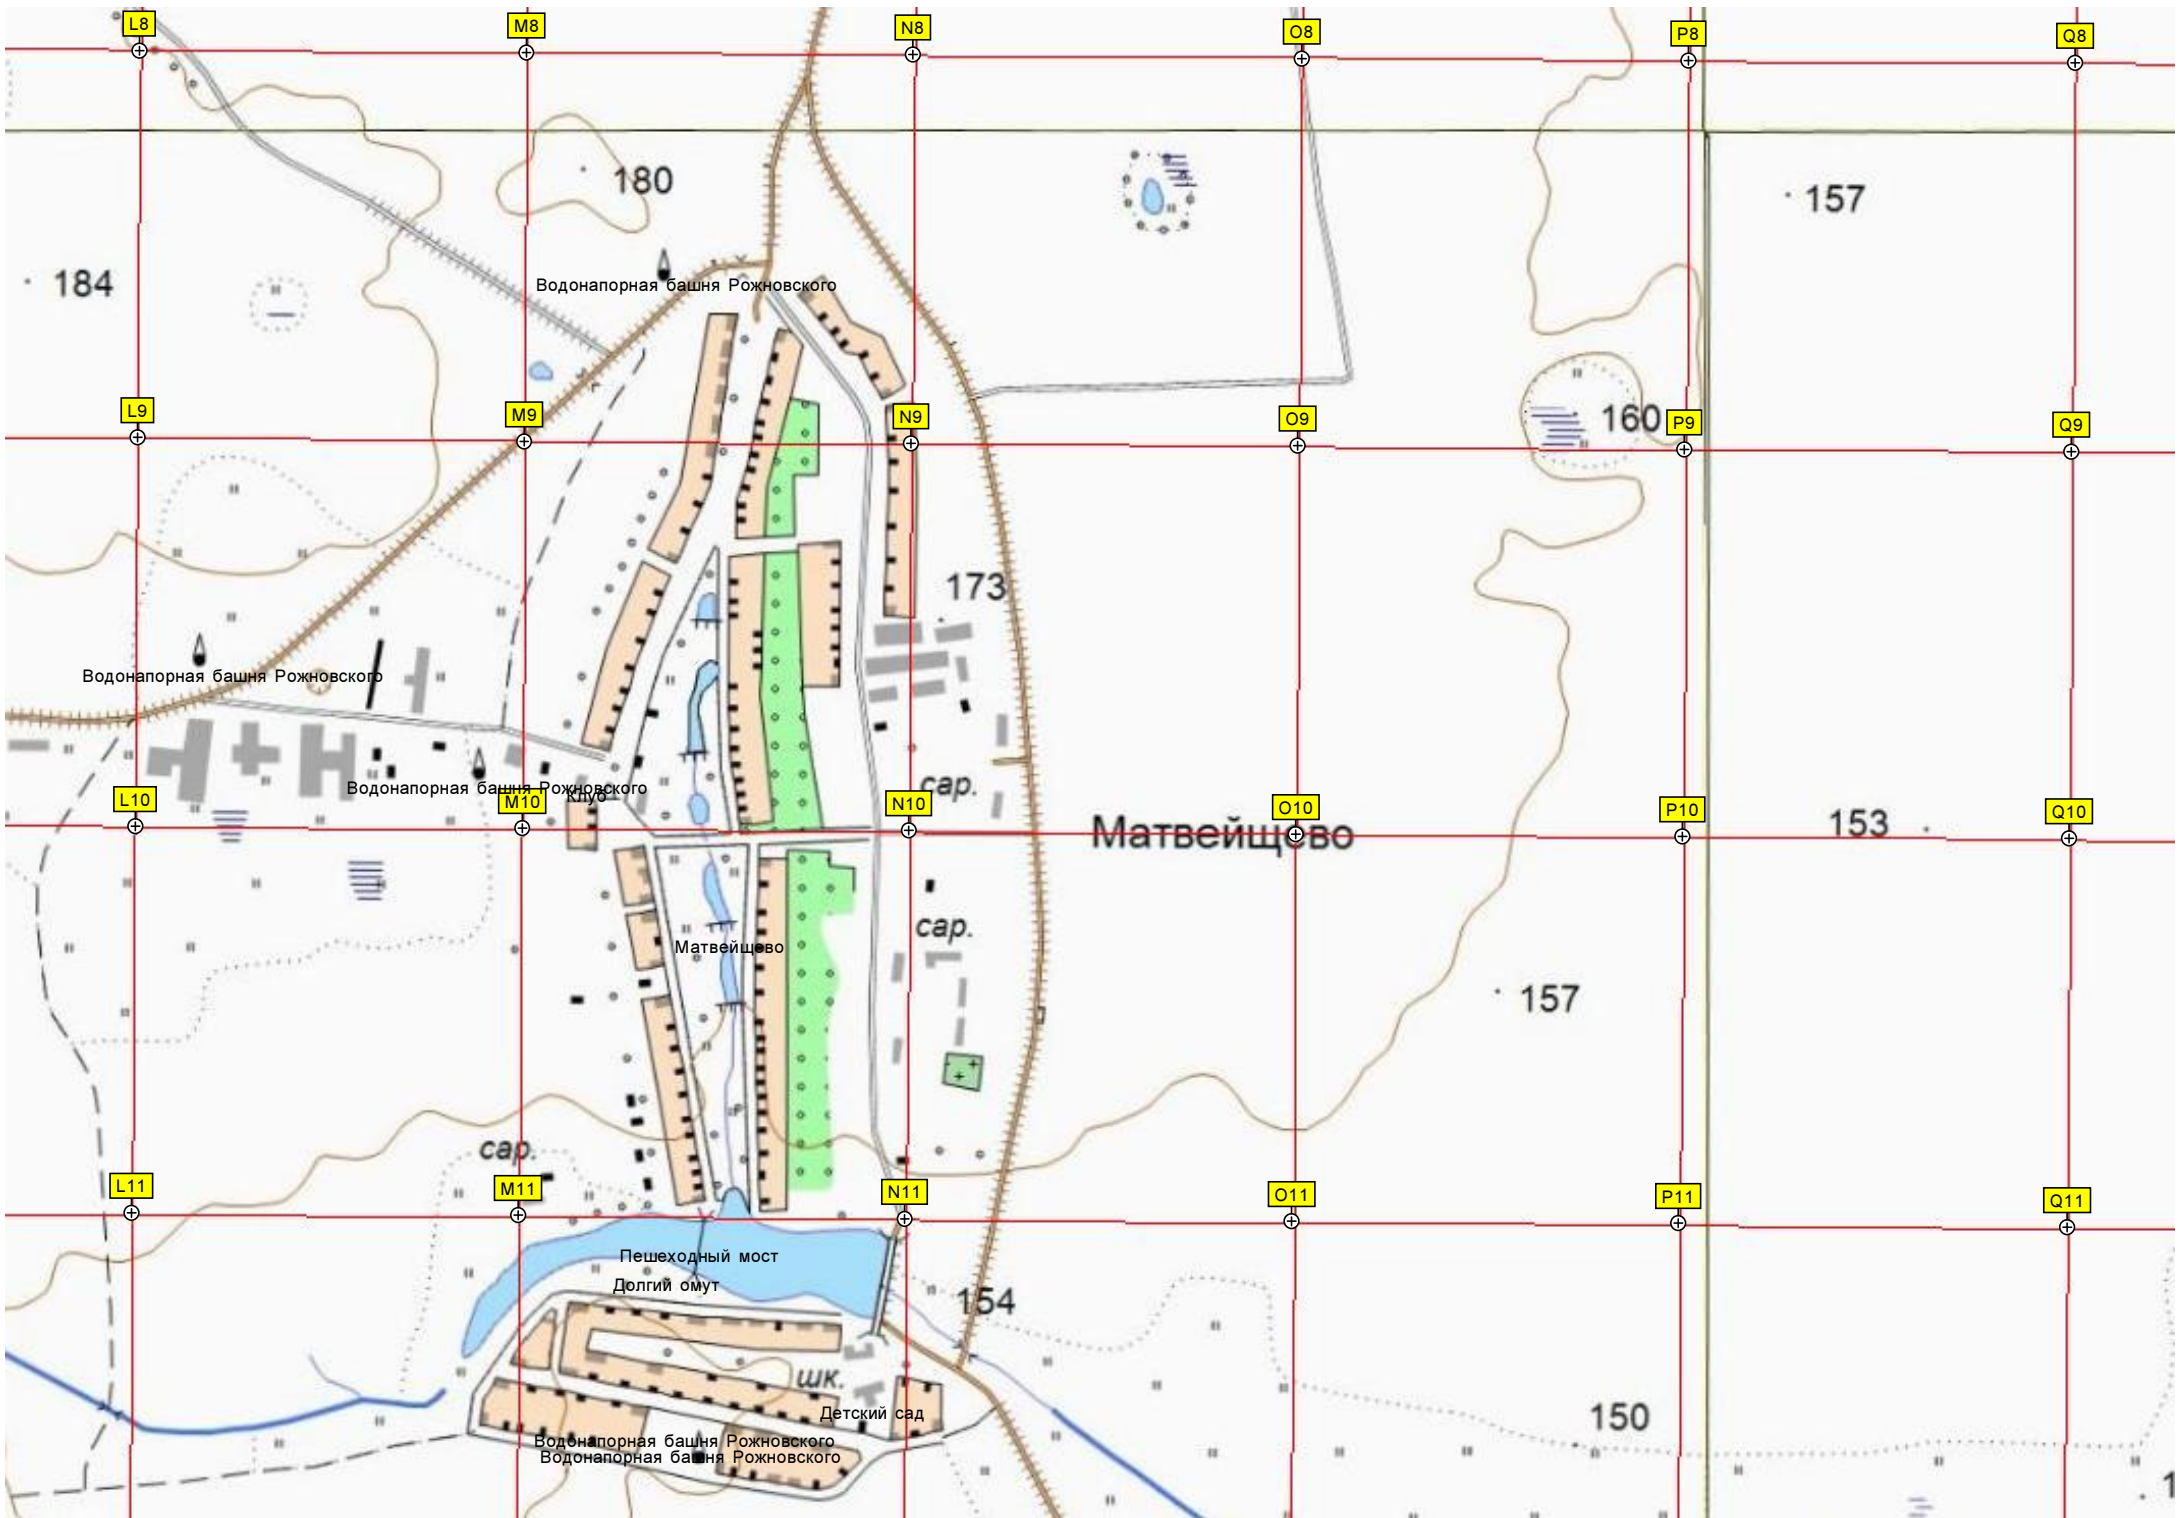 L8
M8
N8
O8
P8
Q8
180
157
184
Водонапорная башня Рожновского
L9
M9
N9
O9
160
P9
Q9
173
Водонапорная башня Рожновского
Водонапорная башня Рожновского
Клуб
сар.
L10
M10
N10
O10
P10
Q10
Матвейщево
153
сар.
Матвейщево
157
сар.
L11
M11
N11
O11
P11
Q11
Пешеходный мост
Долгий омут
154
шк.
Детский сад
150
Водонапорная башня Рожновского
Водонапорная башня Рожновского